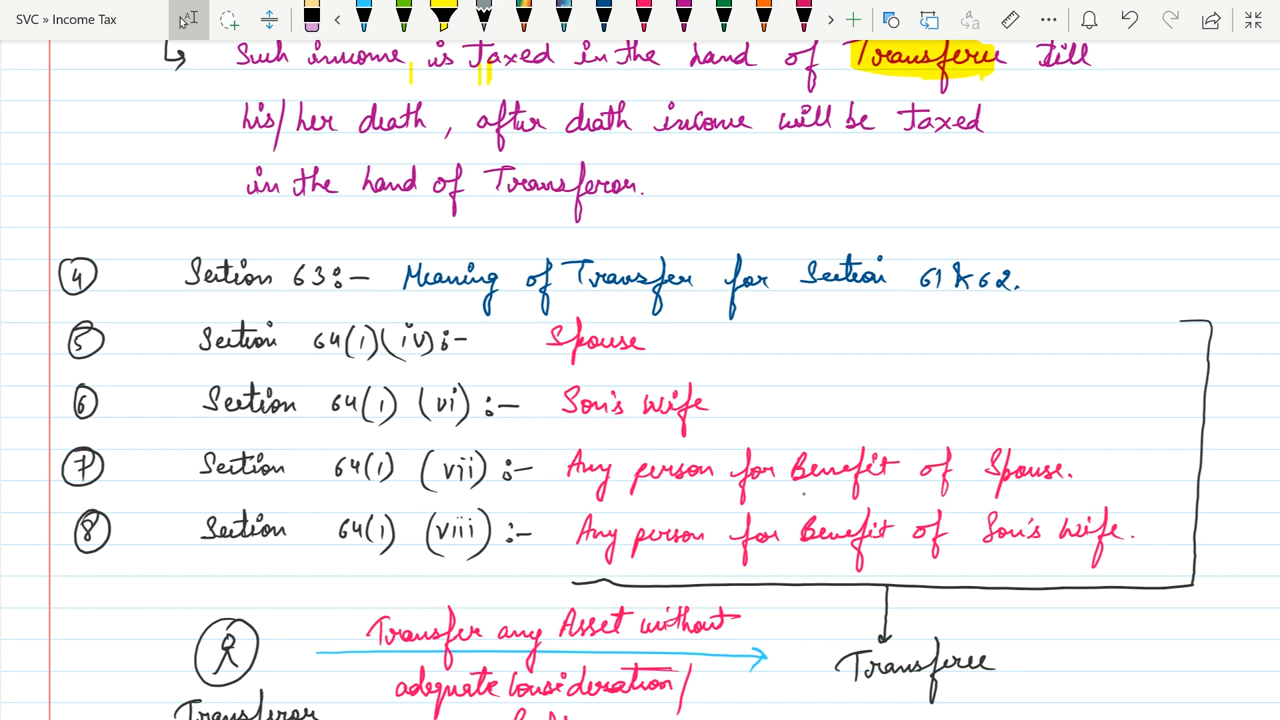 SVC » Income Tax
↳ Such income is Taxed in the hand of Transferee till
his/her death, after death income will be Taxed
in the hand of Transferor.
④ Section 63:- Meaning of Transfer for Section 61 & 62.
⑤ Section 64(1)(iv):- Spouse
⑥ Section 64(1) (vi) :- Son's Wife
⑦ Section 64(1) (vii) :- Any person for Benefit of Spouse.
⑧ Section 64(1) (viii) :- Any person for Benefit of Son's Wife.
Transfer any Asset without
Transferee
adequate Consideration/
Transferor